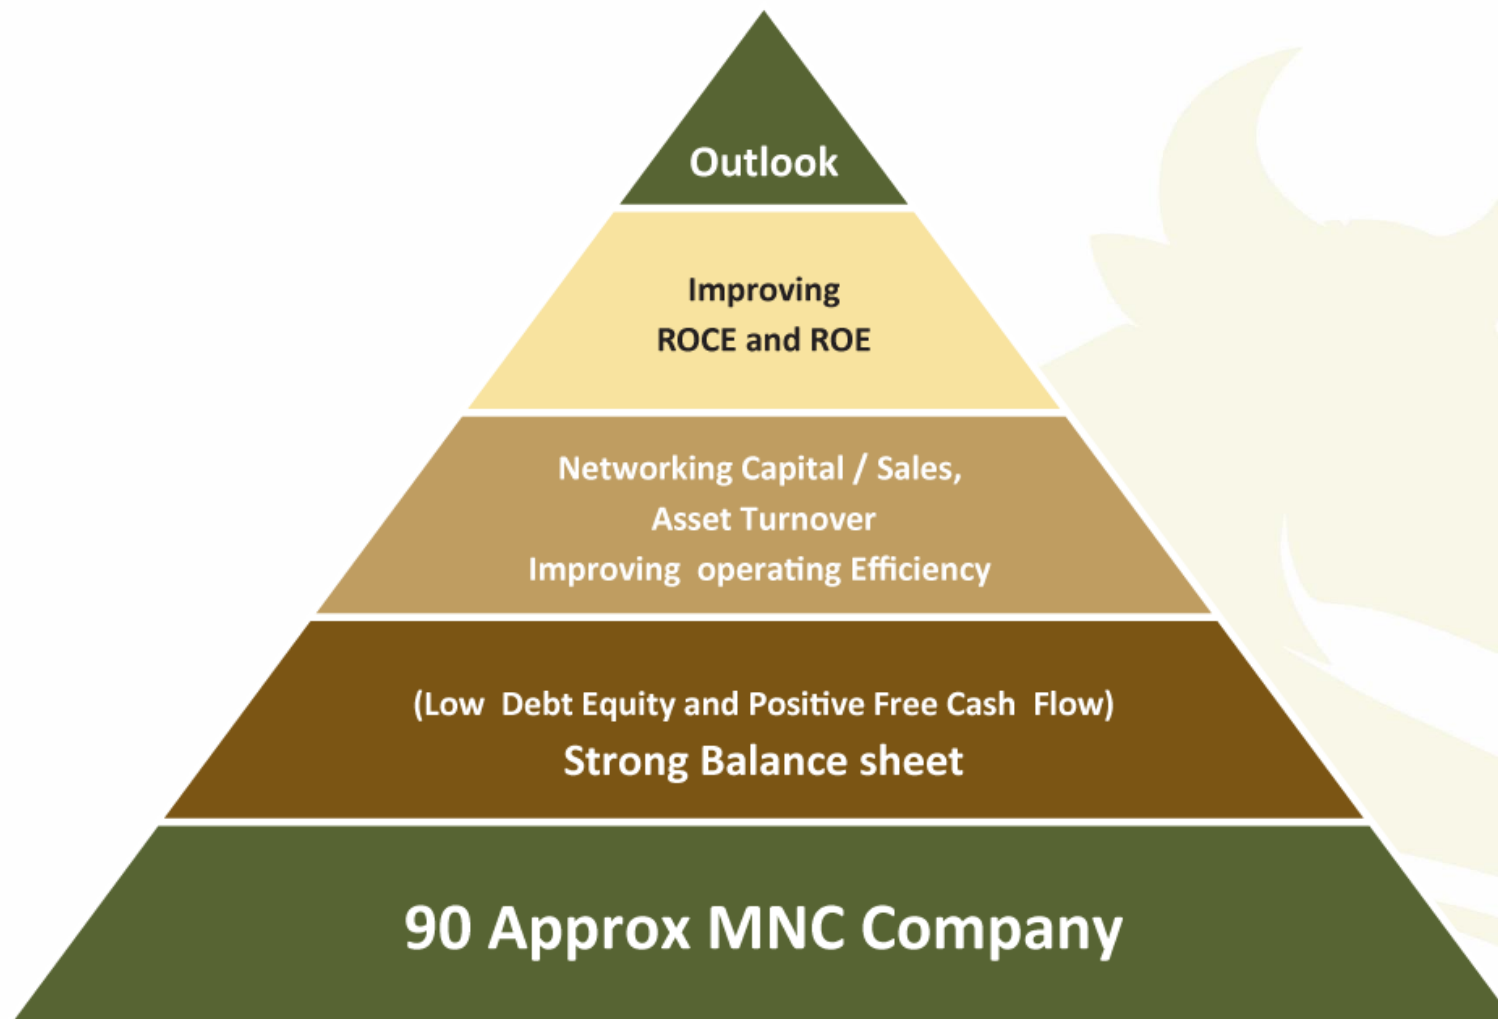 Outlook
Improving
ROCE and ROE
Networking Capital / Sales,
Asset Turnover
Improving operating Efficiency
(Low Debt Equity and Positive Free Cash Flow)
Strong Balance sheet
90 Approx MNC Company